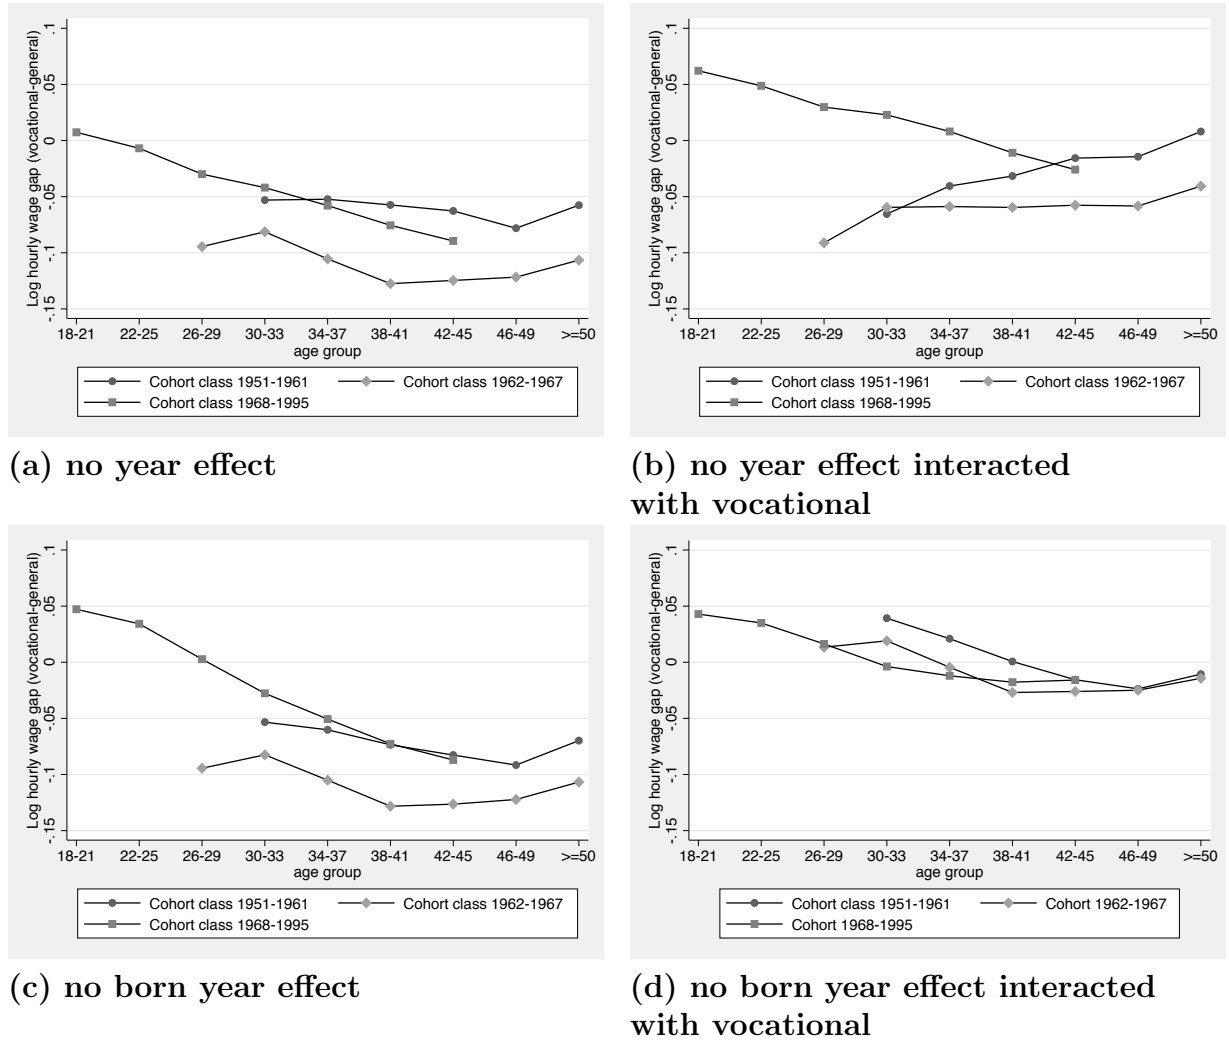 Log hourly wage gap (vocational-general)
.1
.05
0
-.05
-.1
-.15
18-21 22-25 26-29 30-33 34-37 38-41 42-45 46-49 >=50
age group
Cohort class 1951-1961 Cohort class 1962-1967
Cohort class 1968-1995
(a) no year effect
Log hourly wage gap (vocational-general)
.1
.05
0
-.05
-.1
-.15
18-21 22-25 26-29 30-33 34-37 38-41 42-45 46-49 >=50
age group
Cohort class 1951-1961 Cohort class 1962-1967
Cohort class 1968-1995
(b) no year effect interacted
with vocational
Log hourly wage gap (vocational-general)
.1
.05
0
-.05
-.1
-.15
18-21 22-25 26-29 30-33 34-37 38-41 42-45 46-49 >=50
age group
Cohort class 1951-1961 Cohort class 1962-1967
Cohort class 1968-1995
(c) no born year effect
Log hourly wage gap (vocational-general)
.1
.05
0
-.05
-.1
-.15
18-21 22-25 26-29 30-33 34-37 38-41 42-45 46-49 >=50
age group
Cohort class 1951-1961 Cohort 1962-1967
Cohort 1968-1995
(d) no born year effect interacted
with vocational